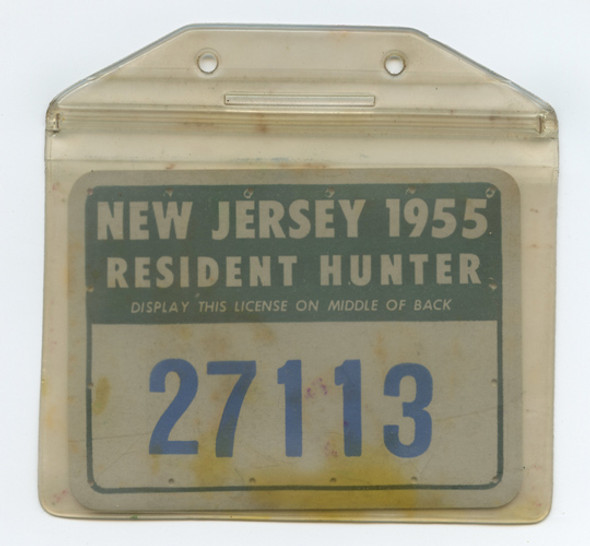 NEW JERSEY 1955
RESIDENT HUNTER
DISPLAY THIS LICENSE ON MIDDLE OF BACK
27113